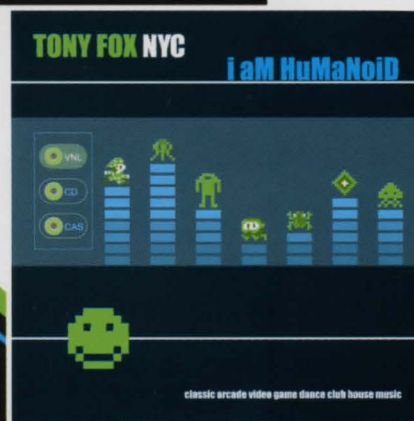 TONY FOX NYC
i aM HuMaNoiD
VNL
CD
CAS
classic arcade video game dance club house music